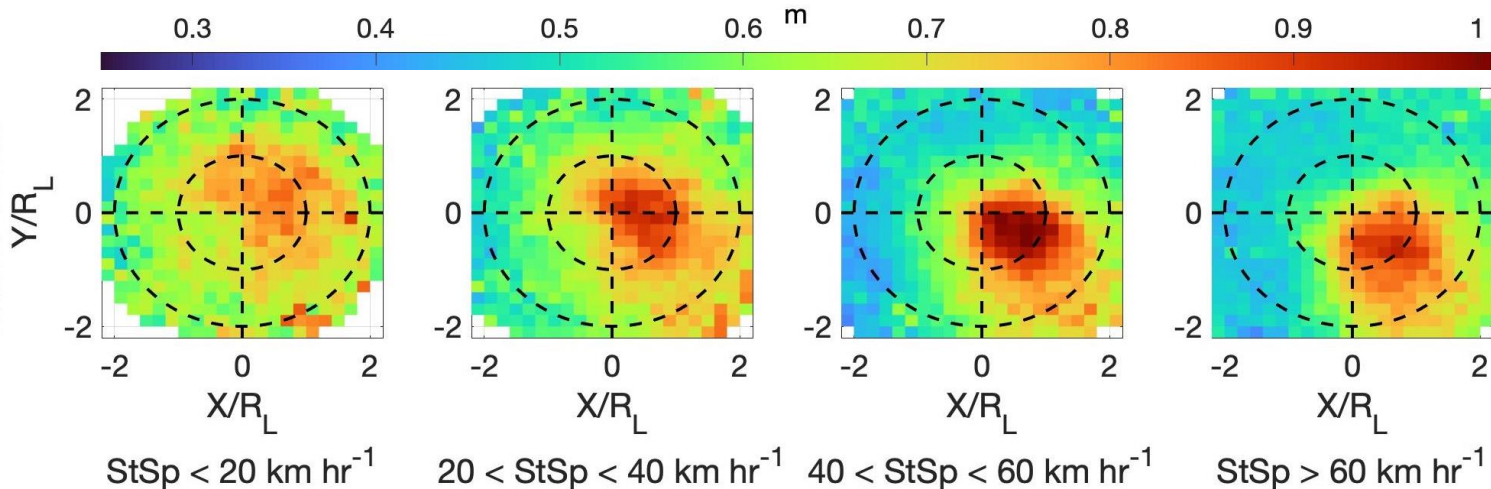 m
0.3 0.4 0.5 0.6 0.7 0.8 0.9 1
Y/R_L
2 2 2 2
0 0 0 0
-2 -2 -2 -2
-2 0 2 -2 0 2 -2 0 2 -2 0 2
X/R_L X/R_L X/R_L X/R_L
StSp < 20 km hr⁻¹ 20 < StSp < 40 km hr⁻¹ 40 < StSp < 60 km hr⁻¹ StSp > 60 km hr⁻¹